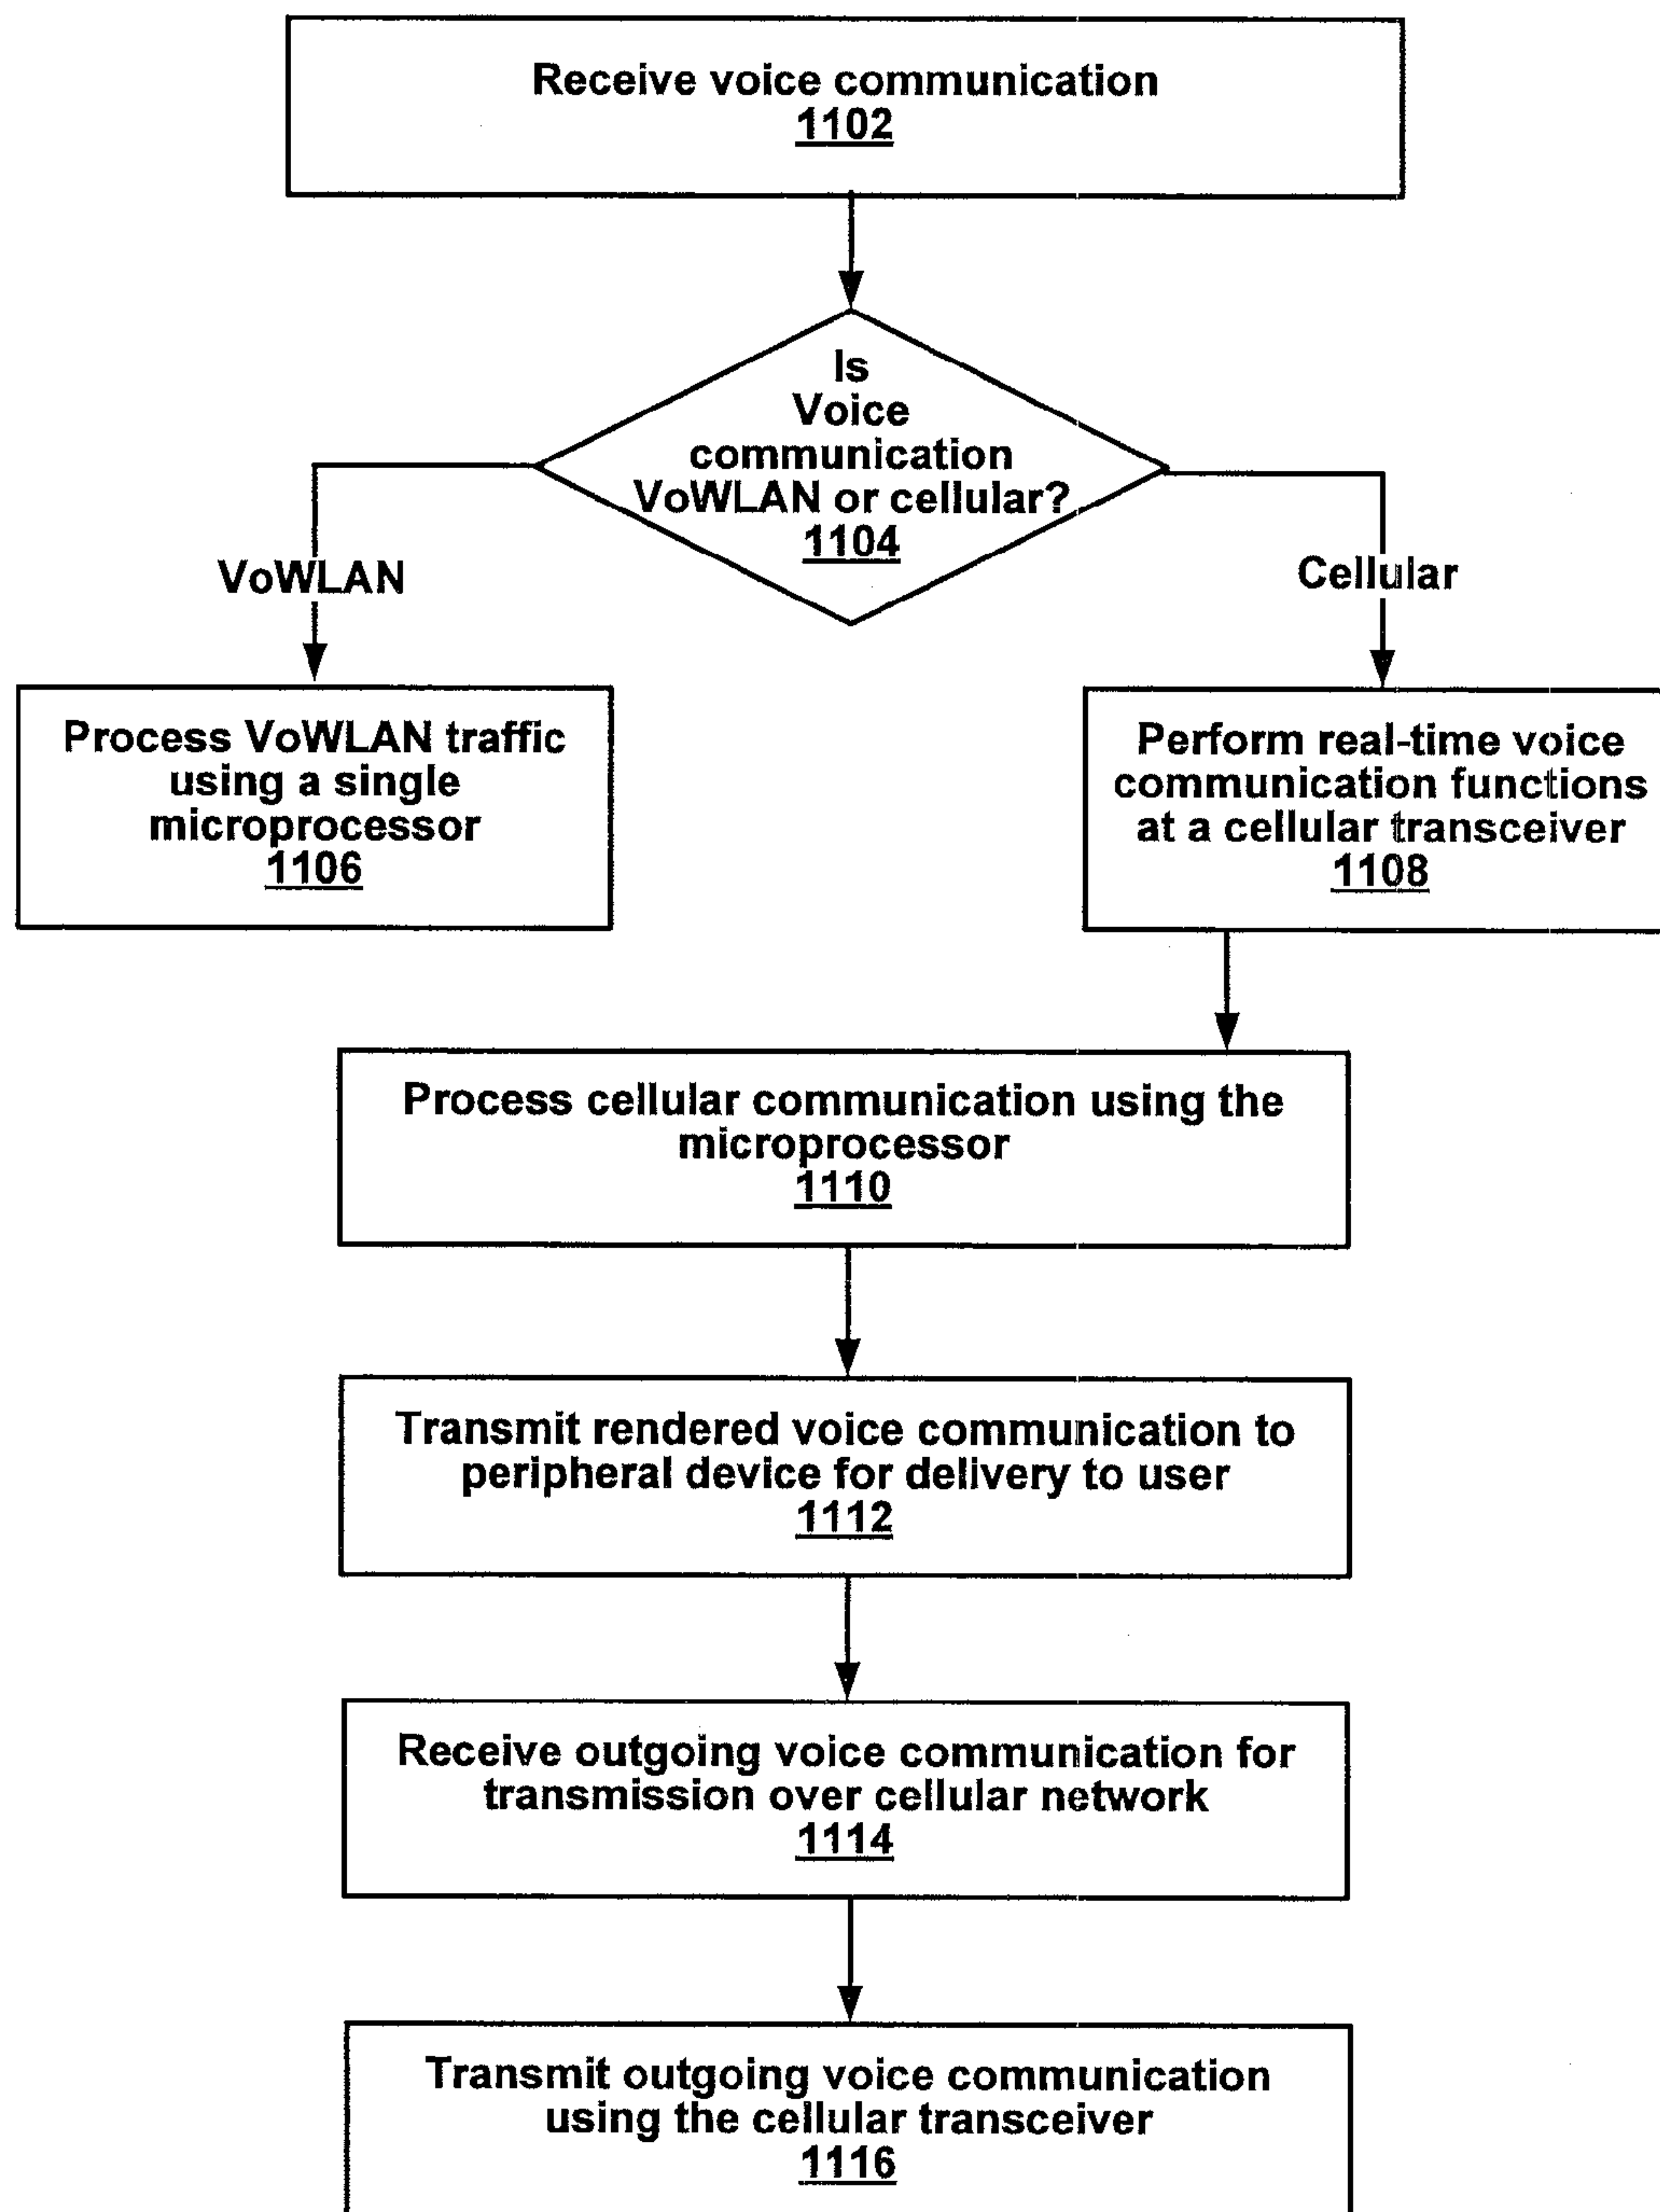 Receive voice communication
1102
Is
Voice
communication
VoWLAN or cellular?
1104
VoWLAN
Cellular
Process VoWLAN traffic
using a single
microprocessor
1106
Perform real-time voice
communication functions
at a cellular transceiver
1108
Process cellular communication using the
microprocessor
1110
Transmit rendered voice communication to
peripheral device for delivery to user
1112
Receive outgoing voice communication for
transmission over cellular network
1114
Transmit outgoing voice communication
using the cellular transceiver
1116